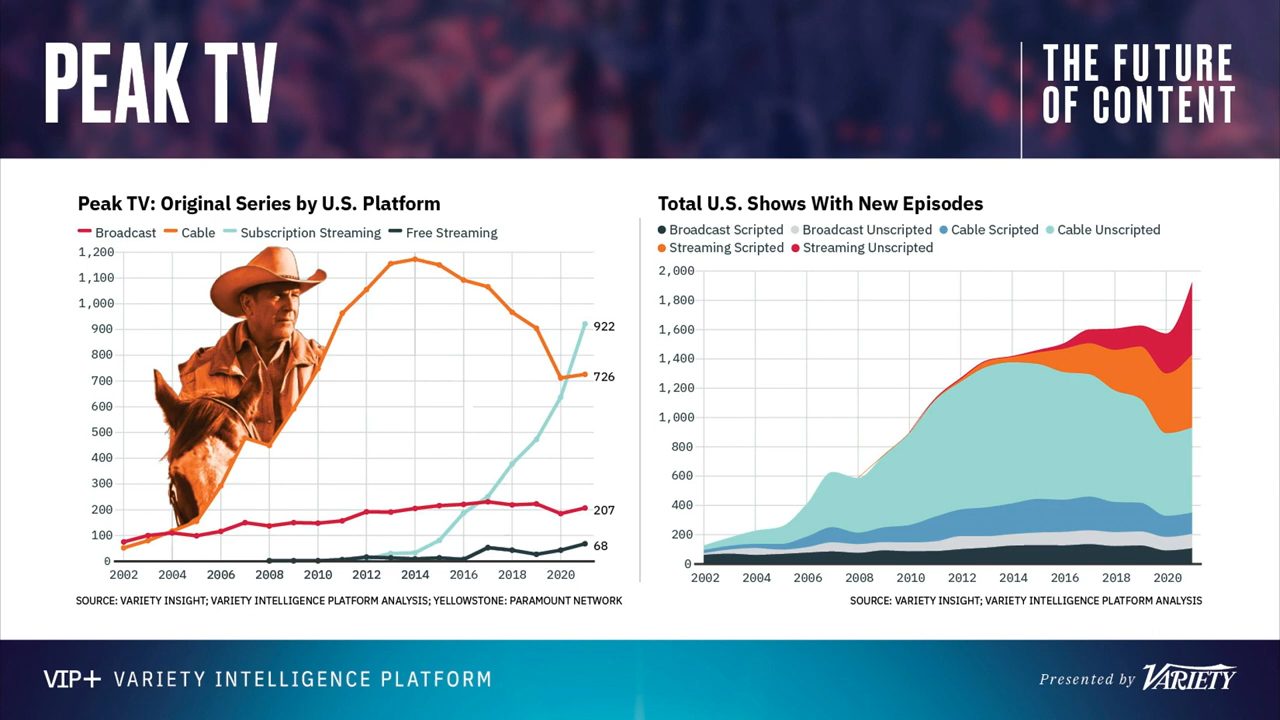 PEAK TV
THE FUTURE
OF CONTENT
Peak TV: Original Series by U.S. Platform
Broadcast Cable Subscription Streaming Free Streaming
1,200
1,100
1,000
900
800
700
600
500
400
300
200
100
0
922
726
207
68
2002 2004 2006 2008 2010 2012 2014 2016 2018 2020
SOURCE: VARIETY INSIGHT; VARIETY INTELLIGENCE PLATFORM ANALYSIS; YELLOWSTONE: PARAMOUNT NETWORK
Total U.S. Shows With New Episodes
Broadcast Scripted Broadcast Unscripted Cable Scripted Cable Unscripted
Streaming Scripted Streaming Unscripted
2,000
1,800
1,600
1,400
1,200
1,000
800
600
400
200
0
2002 2004 2006 2008 2010 2012 2014 2016 2018 2020
SOURCE: VARIETY INSIGHT; VARIETY INTELLIGENCE PLATFORM ANALYSIS
VIP+ VARIETY INTELLIGENCE PLATFORM
Presented by VARIETY